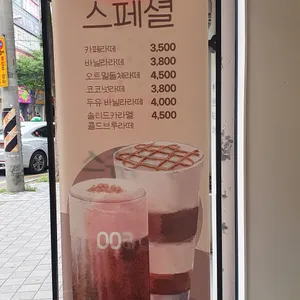 스페셜
카페라떼 3,500
바닐라라떼 3,800
오트밀돌체라떼 4,500
코코넛라떼 3,800
두유 바닐라라떼 4,000
솔리드카라멜 4,500
콜드브루라떼